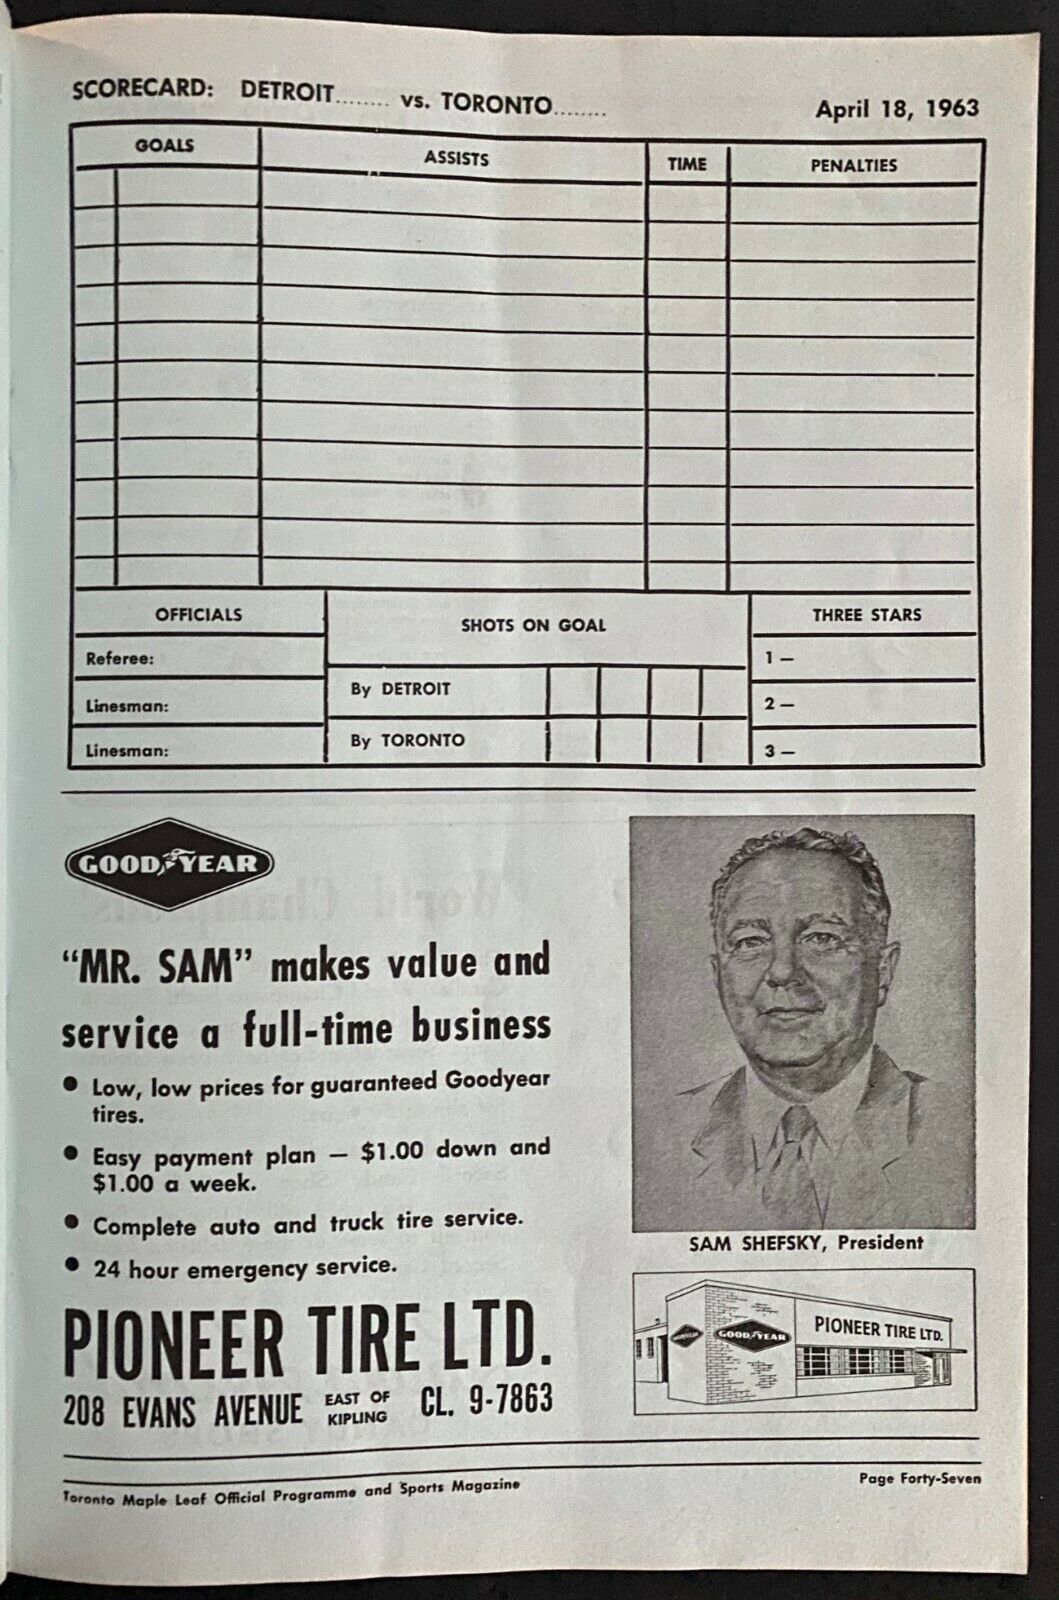 SCORECARD: DETROIT........ vs. TORONTO........
April 18, 1963
GOALS ASSISTS TIME PENALTIES
OFFICIALS
Referee:
Linesman:
Linesman:
SHOTS ON GOAL
By DETROIT
By TORONTO
THREE STARS
1 —
2 —
3 —
GOODYEAR
“MR. SAM” makes value and
service a full-time business
● Low, low prices for guaranteed Goodyear
tires.
● Easy payment plan — $1.00 down and
$1.00 a week.
● Complete auto and truck tire service.
● 24 hour emergency service.
PIONEER TIRE LTD.
208 EVANS AVENUE EAST OF KIPLING CL. 9-7863
SAM SHEFSKY, President
GOODYEAR
GOODYEAR
PIONEER TIRE LTD.
Toronto Maple Leaf Official Programme and Sports Magazine
Page Forty-Seven